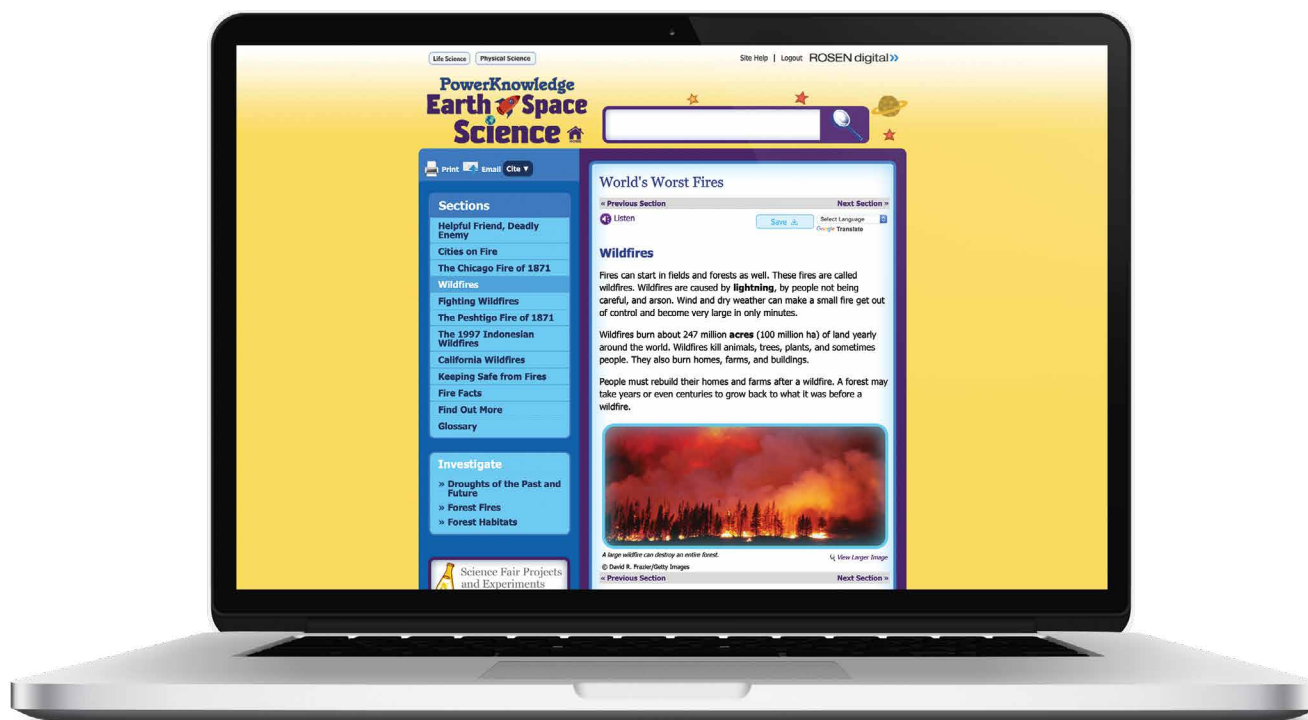 Life Science
Physical Science
Site Help | Logout ROSEN digital»
PowerKnowledge
Earth Space
Science
Print Email Cite ▼
Sections
Helpful Friend, Deadly
Enemy
Cities on Fire
The Chicago Fire of 1871
Wildfires
Fighting Wildfires
The Peshtigo Fire of 1871
The 1997 Indonesian
Wildfires
California Wildfires
Keeping Safe from Fires
Fire Facts
Find Out More
Glossary
Investigate
» Droughts of the Past and
Future
» Forest Fires
» Forest Habitats
Science Fair Projects
and Experiments
World's Worst Fires
« Previous Section Next Section »
Listen
Save
Select Language
Google Translate
Wildfires
Fires can start in fields and forests as well. These fires are called
wildfires. Wildfires are caused by lightning, by people not being
careful, and arson. Wind and dry weather can make a small fire get out
of control and become very large in only minutes.
Wildfires burn about 247 million acres (100 million ha) of land yearly
around the world. Wildfires kill animals, trees, plants, and sometimes
people. They also burn homes, farms, and buildings.
People must rebuild their homes and farms after a wildfire. A forest may
take years or even centuries to grow back to what it was before a
wildfire.
A large wildfire can destroy an entire forest.
View Larger Image
© David R. Frazier/Getty Images
« Previous Section Next Section »